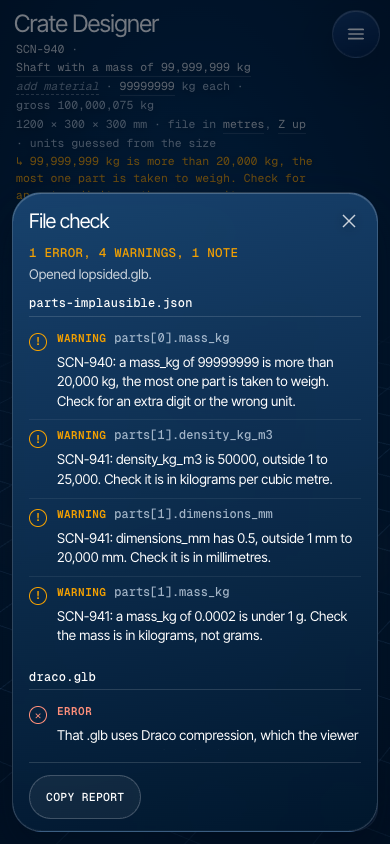 Crate Designer
SCN-940 ·
Shaft with a mass of 99,999,999 kg
add material · 99999999 kg each ·
gross 100,000,075 kg
1200 × 300 × 300 mm · file in metres, Z up
· units guessed from the size
↳ 99,999,999 kg is more than 20,000 kg, the
most one part is taken to weigh. Check for
File check
1 ERROR, 4 WARNINGS, 1 NOTE
Opened lopsided.glb.
parts-implausible.json
WARNING parts[0].mass_kg
SCN-940: a mass_kg of 99999999 is more than
20,000 kg, the most one part is taken to weigh.
Check for an extra digit or the wrong unit.
WARNING parts[1].density_kg_m3
SCN-941: density_kg_m3 is 50000, outside 1 to
25,000. Check it is in kilograms per cubic metre.
WARNING parts[1].dimensions_mm
SCN-941: dimensions_mm has 0.5, outside 1 mm to
20,000 mm. Check it is in millimetres.
WARNING parts[1].mass_kg
SCN-941: a mass_kg of 0.0002 is under 1 g. Check
the mass is in kilograms, not grams.
draco.glb
ERROR
That .glb uses Draco compression, which the viewer
COPY REPORT